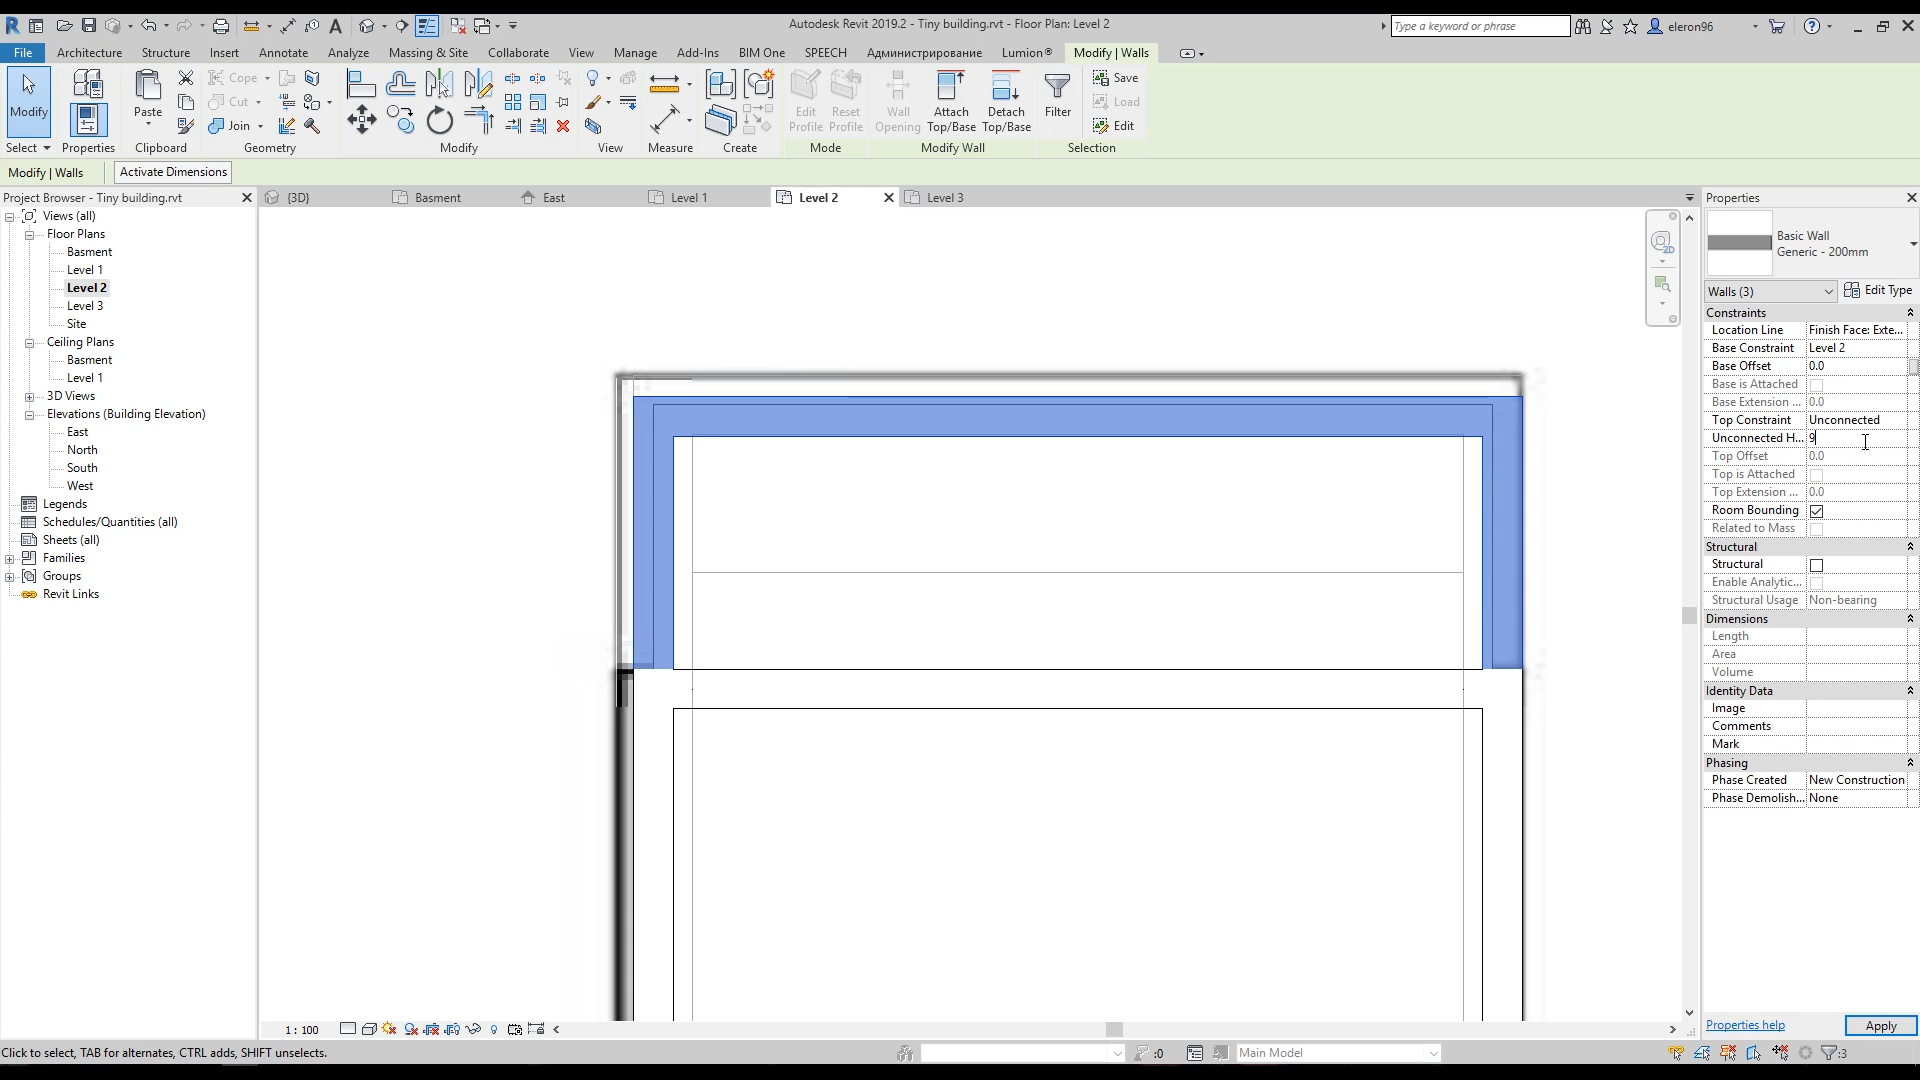 Autodesk Revit 2019.2 - Tiny building.rvt - Floor Plan: Level 2
Type a keyword or phrase
eleron96
File Architecture Structure Insert Annotate Analyze Massing & Site Collaborate View Manage Add-Ins BIM One SPEECH Администрирование Lumion® Modify | Walls
Modify
Select
Properties
Paste
Clipboard
Cope
Cut
Join
Geometry
Modify
View
Measure
Create
Edit Profile
Reset Profile
Mode
Wall Opening
Attach Top/Base
Detach Top/Base
Modify Wall
Filter
Save
Load
Edit
Selection
Modify | Walls
Activate Dimensions
Project Browser - Tiny building.rvt
Views (all)
Floor Plans
Basment
Level 1
Level 2
Level 3
Site
Ceiling Plans
Basment
Level 1
3D Views
Elevations (Building Elevation)
East
North
South
West
Legends
Schedules/Quantities (all)
Sheets (all)
Families
Groups
Revit Links
{3D} Basment East Level 1 Level 2 Level 3
2D
Properties
Basic Wall
Generic - 200mm
Walls (3) Edit Type
Constraints
Location Line Finish Face: Exte...
Base Constraint Level 2
Base Offset 0.0
Base is Attached
Base Extension ... 0.0
Top Constraint Unconnected
Unconnected H... 9
Top Offset 0.0
Top is Attached
Top Extension ... 0.0
Room Bounding
Related to Mass
Structural
Structural
Enable Analytic...
Structural Usage Non-bearing
Dimensions
Length
Area
Volume
Identity Data
Image
Comments
Mark
Phasing
Phase Created New Construction
Phase Demolish... None
Properties help
Apply
1 : 100
Click to select, TAB for alternates, CTRL adds, SHIFT unselects.
:0
Main Model
:3